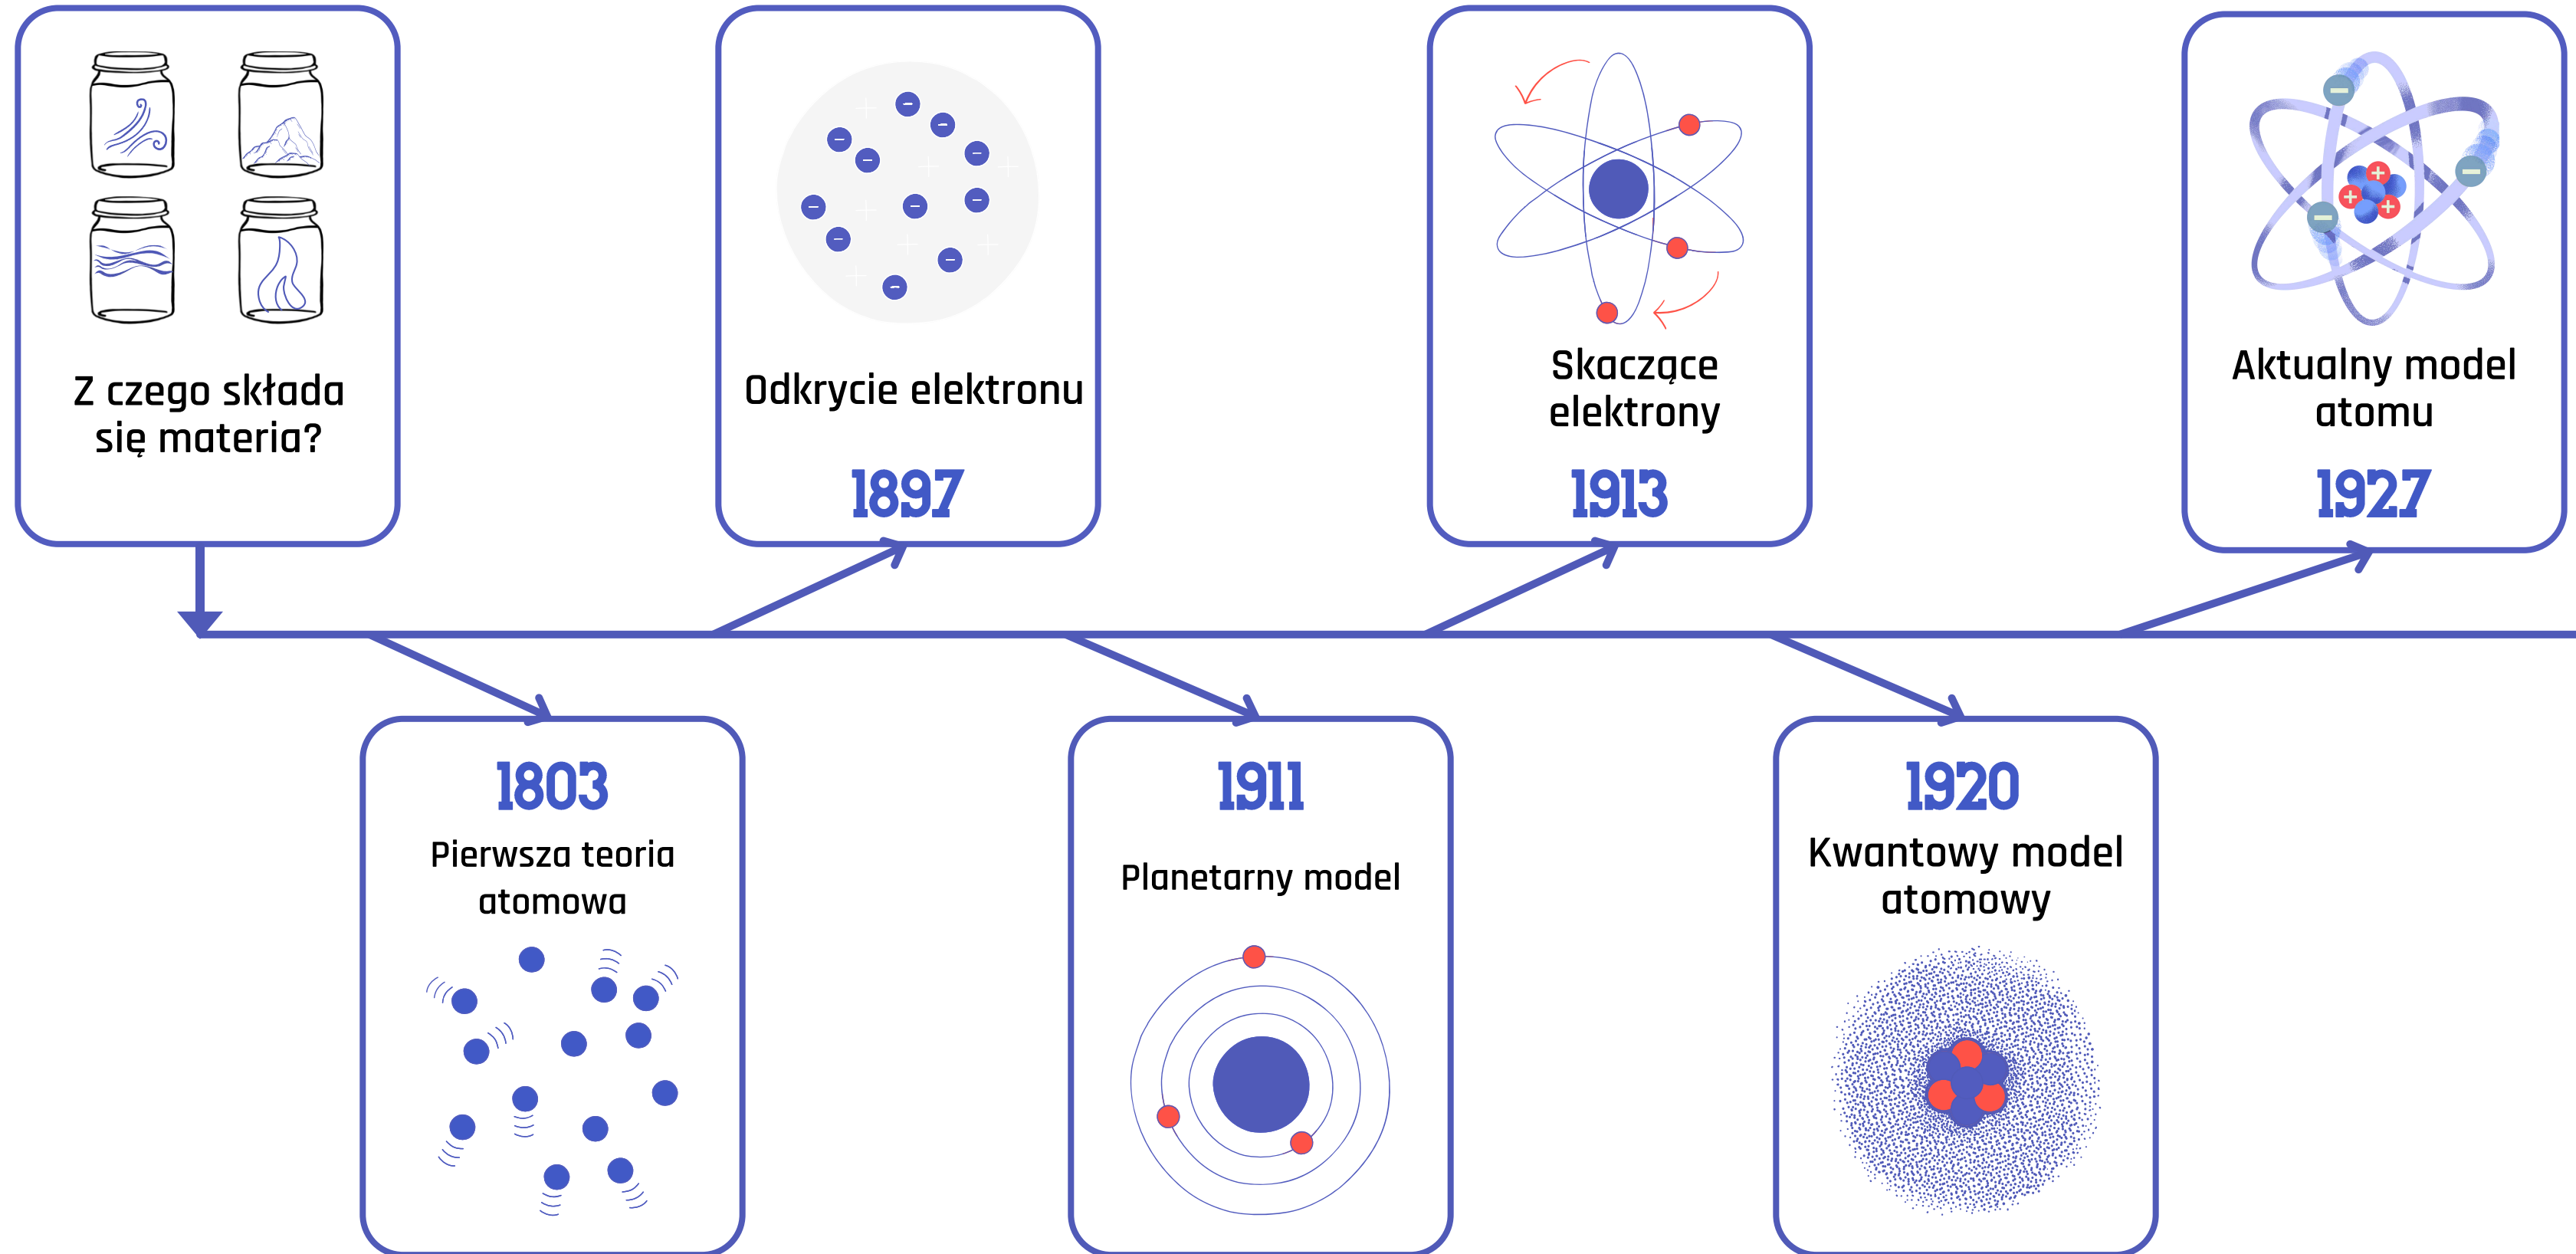 Z czego składa
się materia?
1803
Pierwsza teoria
atomowa
Odkrycie elektronu
1897
1911
Planetarny model
Skaczące
elektrony
1913
1920
Kwantowy model
atomowy
Aktualny model
atomu
1927